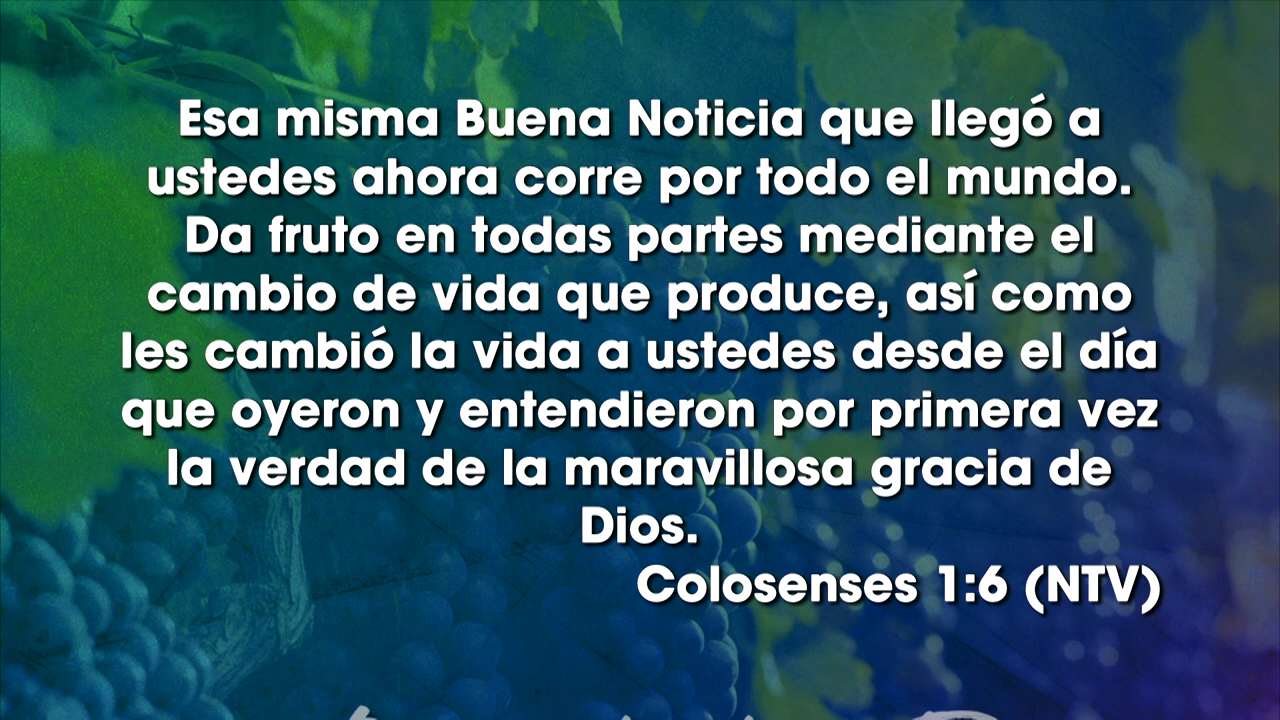 Esa misma Buena Noticia que llegó a
ustedes ahora corre por todo el mundo.
Da fruto en todas partes mediante el
cambio de vida que produce, así como
les cambió la vida a ustedes desde el día
que oyeron y entendieron por primera vez
la verdad de la maravillosa gracia de
Dios.
Colosenses 1:6 (NTV)